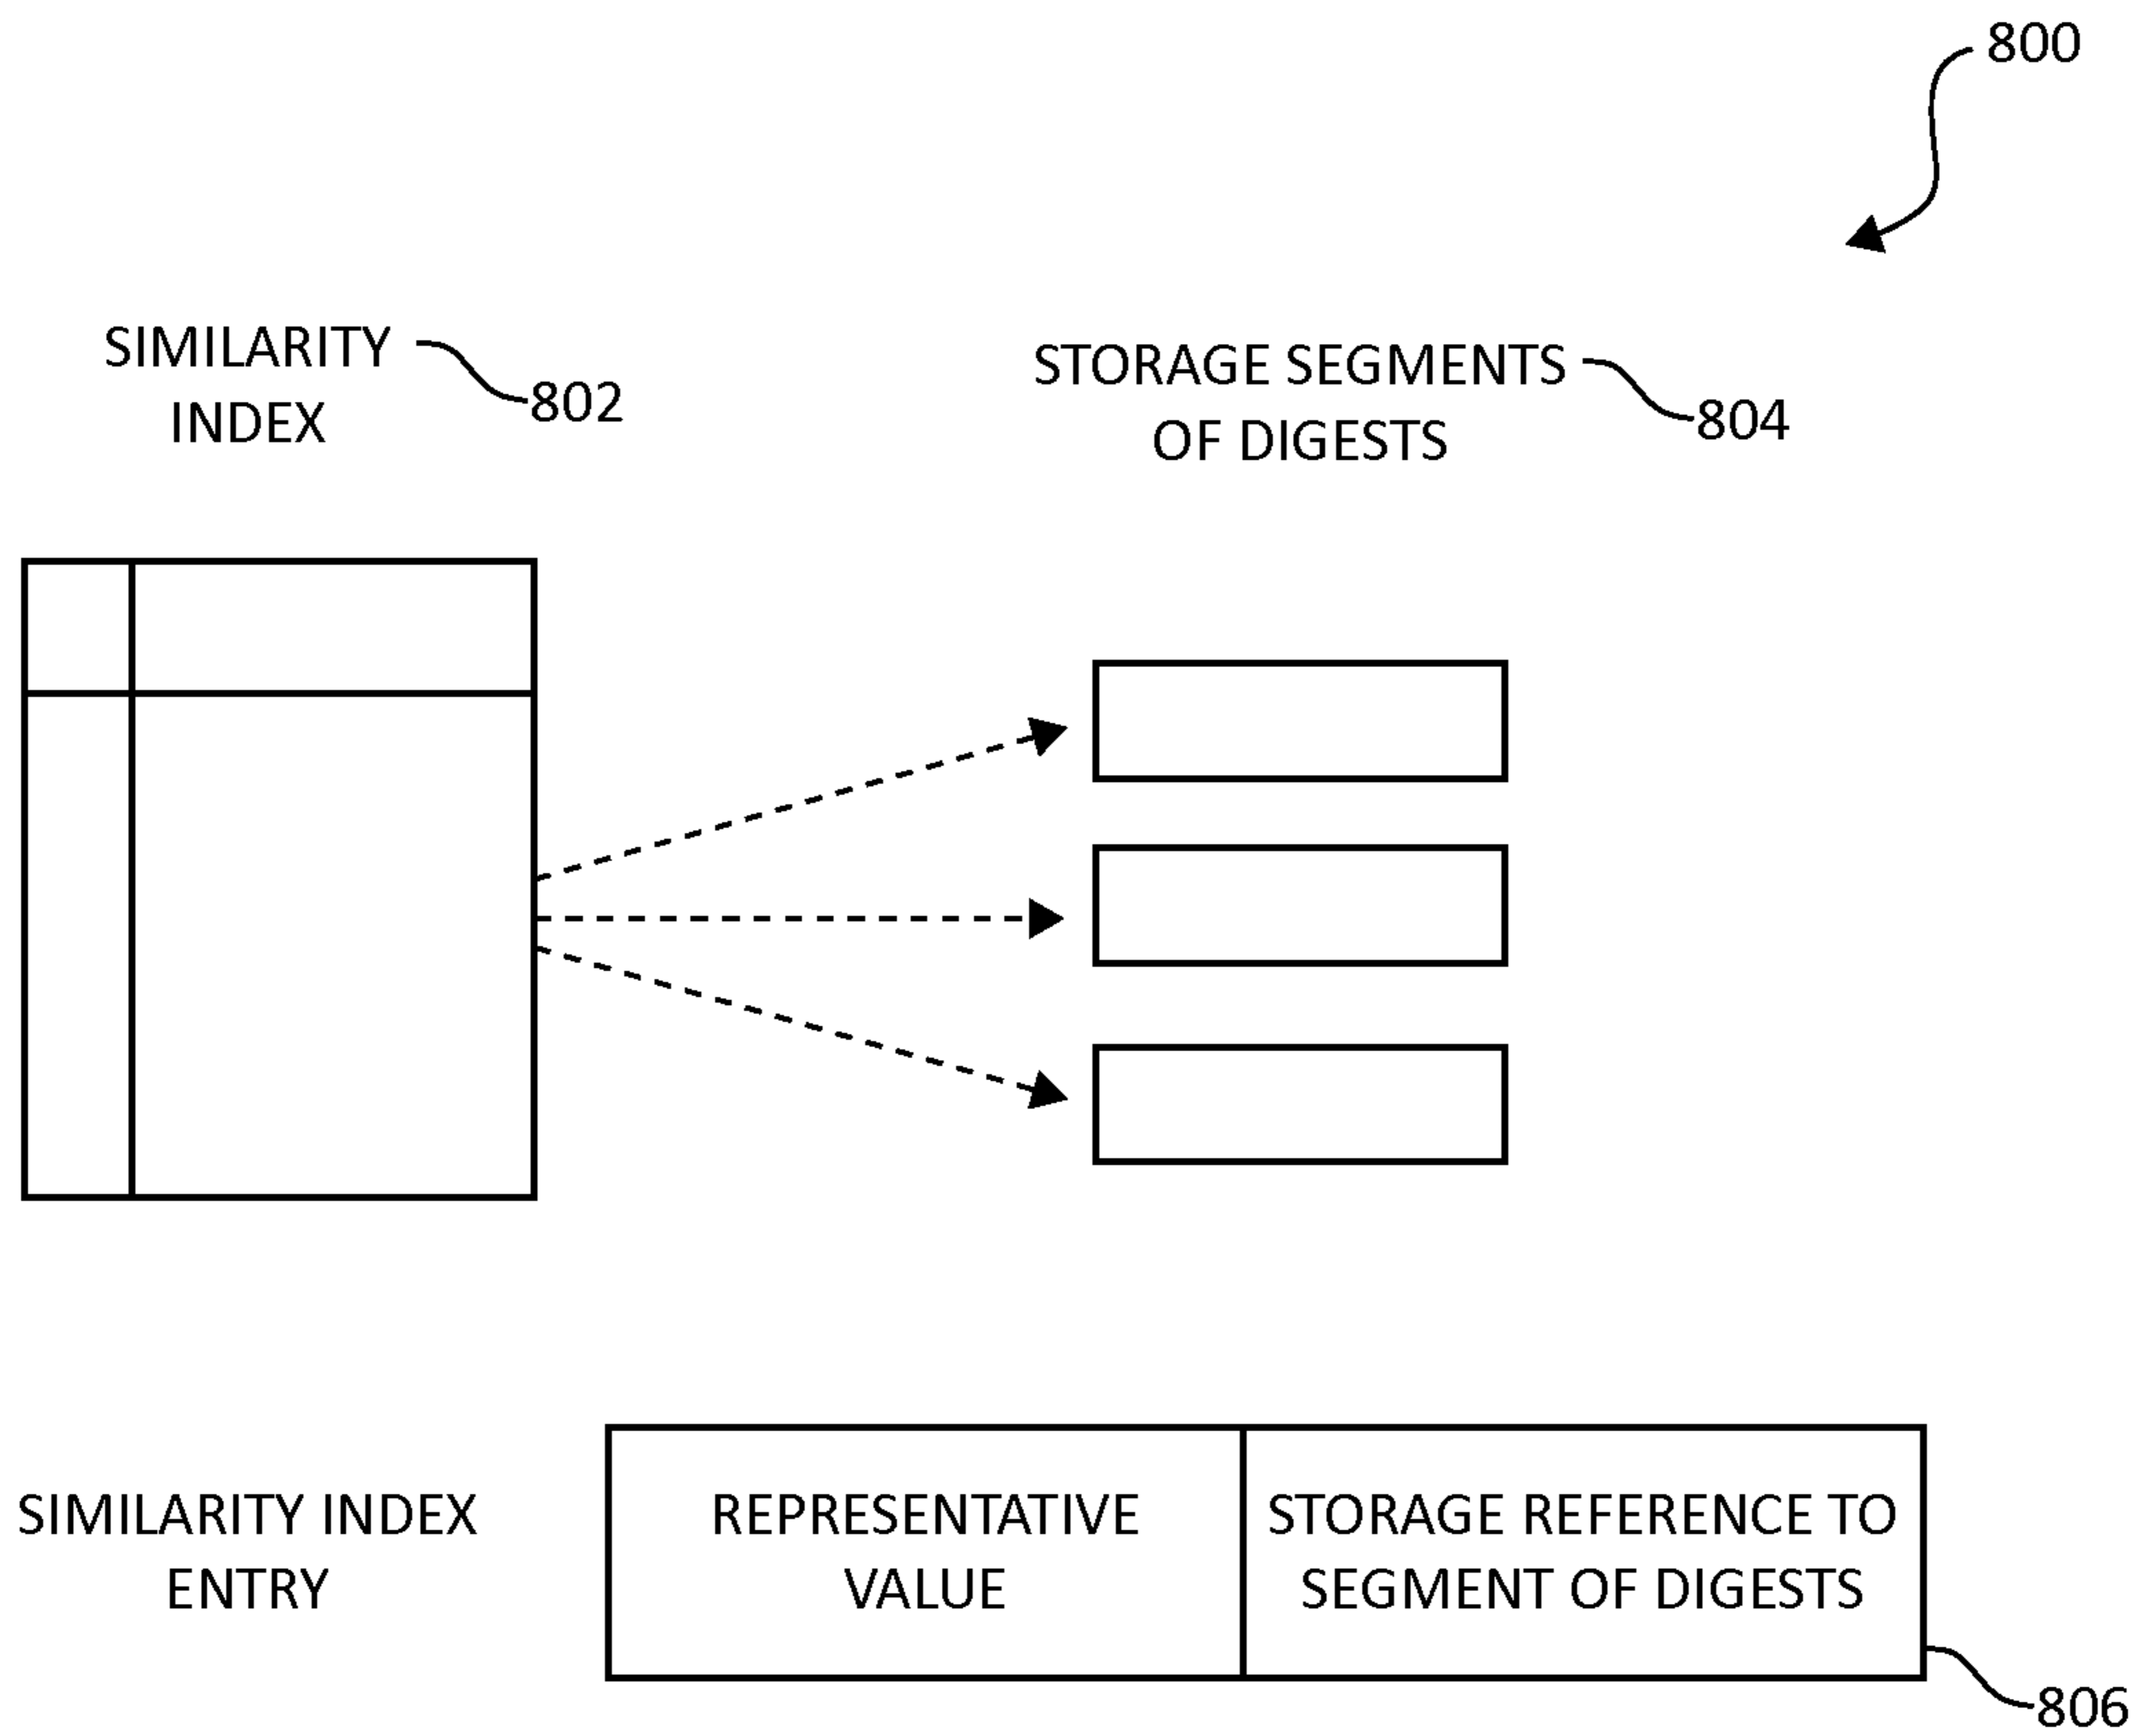 800
SIMILARITY
INDEX
802
STORAGE SEGMENTS
OF DIGESTS
804
SIMILARITY INDEX
ENTRY
REPRESENTATIVE
VALUE
STORAGE REFERENCE TO
SEGMENT OF DIGESTS
806